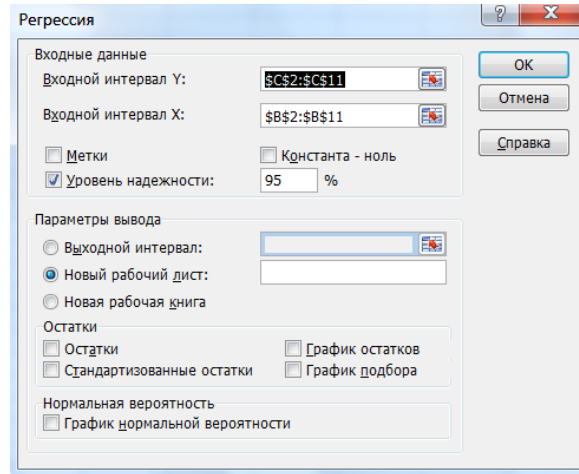 Регрессия
?
X
Входные данные
Входной интервал Y: $C$2:$C$11
Входной интервал X: $B$2:$B$11
Метки Константа - ноль
Уровень надежности: 95 %
OK
Отмена
Справка
Параметры вывода
Выходной интервал:
Новый рабочий лист:
Новая рабочая книга
Остатки
Остатки График остатков
Стандартизованные остатки График подбора
Нормальная вероятность
График нормальной вероятности